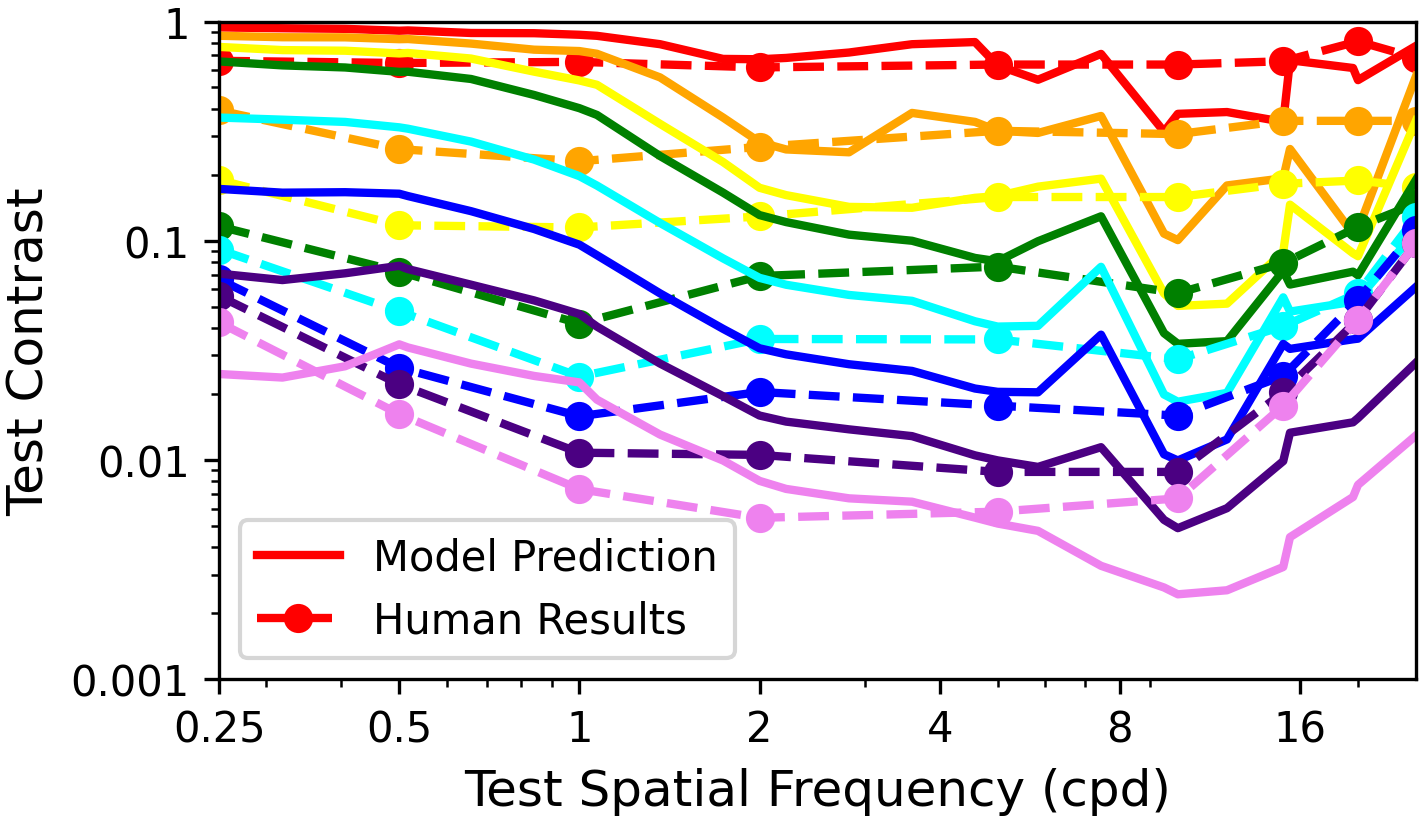 1
0.1
0.01
0.001
Test Contrast
Model Prediction
Human Results
0.25 0.5 1 2 4 8 16
Test Spatial Frequency (cpd)